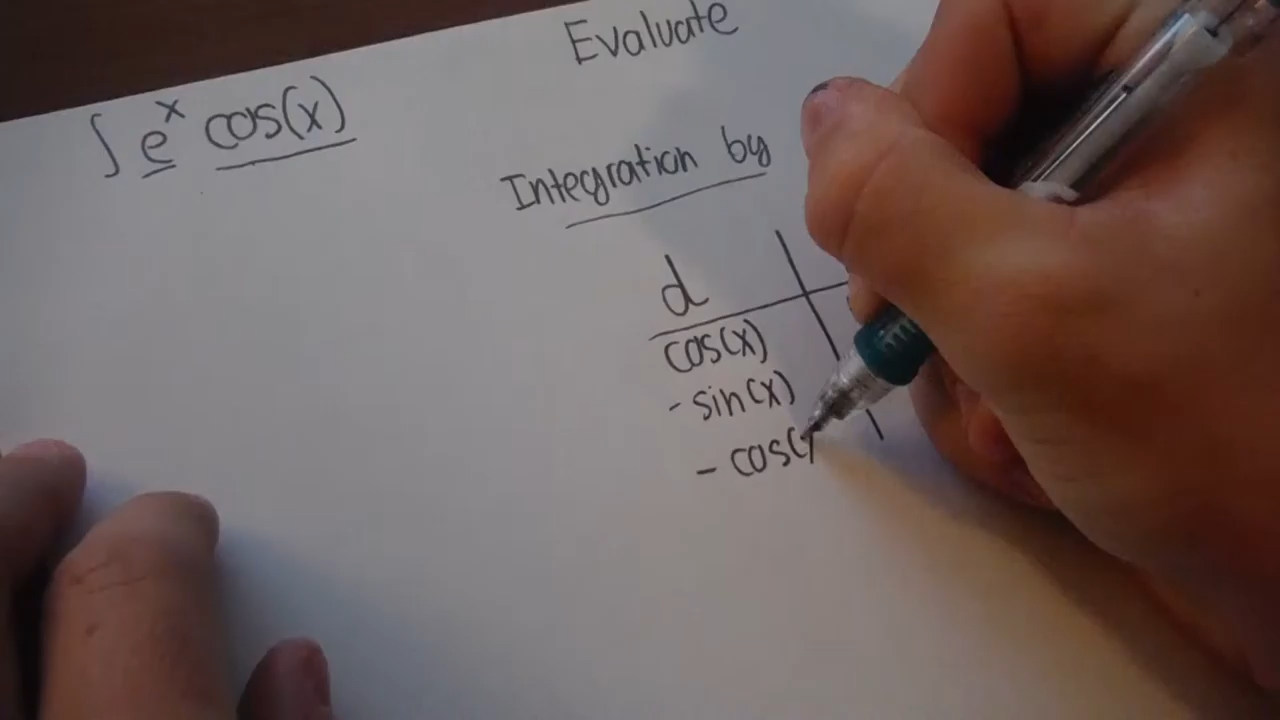 Evaluate
∫ e^x cos(x)
Integration by
d
cos(x)
- sin(x)
- cos(